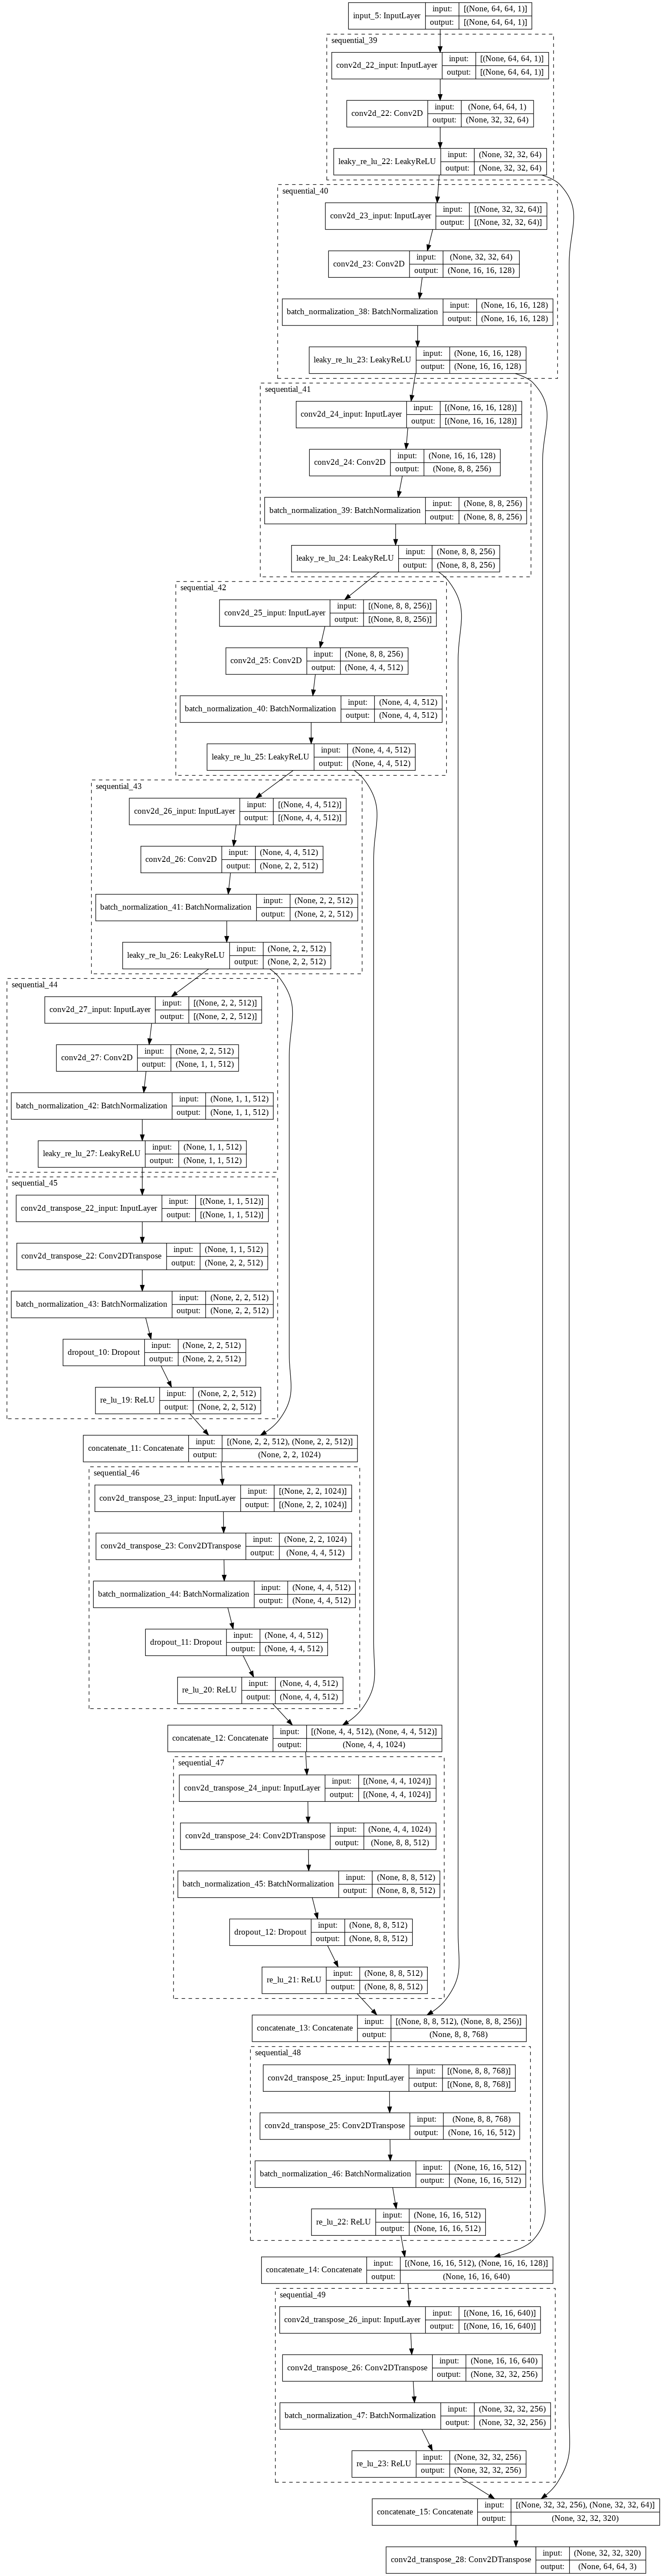 input_5: InputLayer
input: [(None, 64, 64, 1)]
output: [(None, 64, 64, 1)]
sequential_39
conv2d_22_input: InputLayer
input: [(None, 64, 64, 1)]
output: [(None, 64, 64, 1)]
conv2d_22: Conv2D
input: (None, 64, 64, 1)
output: (None, 32, 32, 64)
leaky_re_lu_22: LeakyReLU
input: (None, 32, 32, 64)
output: (None, 32, 32, 64)
sequential_40
conv2d_23_input: InputLayer
input: [(None, 32, 32, 64)]
output: [(None, 32, 32, 64)]
conv2d_23: Conv2D
input: (None, 32, 32, 64)
output: (None, 16, 16, 128)
batch_normalization_38: BatchNormalization
input: (None, 16, 16, 128)
output: (None, 16, 16, 128)
leaky_re_lu_23: LeakyReLU
input: (None, 16, 16, 128)
output: (None, 16, 16, 128)
sequential_41
conv2d_24_input: InputLayer
input: [(None, 16, 16, 128)]
output: [(None, 16, 16, 128)]
conv2d_24: Conv2D
input: (None, 16, 16, 128)
output: (None, 8, 8, 256)
batch_normalization_39: BatchNormalization
input: (None, 8, 8, 256)
output: (None, 8, 8, 256)
leaky_re_lu_24: LeakyReLU
input: (None, 8, 8, 256)
output: (None, 8, 8, 256)
sequential_42
conv2d_25_input: InputLayer
input: [(None, 8, 8, 256)]
output: [(None, 8, 8, 256)]
conv2d_25: Conv2D
input: (None, 8, 8, 256)
output: (None, 4, 4, 512)
batch_normalization_40: BatchNormalization
input: (None, 4, 4, 512)
output: (None, 4, 4, 512)
leaky_re_lu_25: LeakyReLU
input: (None, 4, 4, 512)
output: (None, 4, 4, 512)
sequential_43
conv2d_26_input: InputLayer
input: [(None, 4, 4, 512)]
output: [(None, 4, 4, 512)]
conv2d_26: Conv2D
input: (None, 4, 4, 512)
output: (None, 2, 2, 512)
batch_normalization_41: BatchNormalization
input: (None, 2, 2, 512)
output: (None, 2, 2, 512)
leaky_re_lu_26: LeakyReLU
input: (None, 2, 2, 512)
output: (None, 2, 2, 512)
sequential_44
conv2d_27_input: InputLayer
input: [(None, 2, 2, 512)]
output: [(None, 2, 2, 512)]
conv2d_27: Conv2D
input: (None, 2, 2, 512)
output: (None, 1, 1, 512)
batch_normalization_42: BatchNormalization
input: (None, 1, 1, 512)
output: (None, 1, 1, 512)
leaky_re_lu_27: LeakyReLU
input: (None, 1, 1, 512)
output: (None, 1, 1, 512)
sequential_45
conv2d_transpose_22_input: InputLayer
input: [(None, 1, 1, 512)]
output: [(None, 1, 1, 512)]
conv2d_transpose_22: Conv2DTranspose
input: (None, 1, 1, 512)
output: (None, 2, 2, 512)
batch_normalization_43: BatchNormalization
input: (None, 2, 2, 512)
output: (None, 2, 2, 512)
dropout_10: Dropout
input: (None, 2, 2, 512)
output: (None, 2, 2, 512)
re_lu_19: ReLU
input: (None, 2, 2, 512)
output: (None, 2, 2, 512)
concatenate_11: Concatenate
input: [(None, 2, 2, 512), (None, 2, 2, 512)]
output: (None, 2, 2, 1024)
sequential_46
conv2d_transpose_23_input: InputLayer
input: [(None, 2, 2, 1024)]
output: [(None, 2, 2, 1024)]
conv2d_transpose_23: Conv2DTranspose
input: (None, 2, 2, 1024)
output: (None, 4, 4, 512)
batch_normalization_44: BatchNormalization
input: (None, 4, 4, 512)
output: (None, 4, 4, 512)
dropout_11: Dropout
input: (None, 4, 4, 512)
output: (None, 4, 4, 512)
re_lu_20: ReLU
input: (None, 4, 4, 512)
output: (None, 4, 4, 512)
concatenate_12: Concatenate
input: [(None, 4, 4, 512), (None, 4, 4, 512)]
output: (None, 4, 4, 1024)
sequential_47
conv2d_transpose_24_input: InputLayer
input: [(None, 4, 4, 1024)]
output: [(None, 4, 4, 1024)]
conv2d_transpose_24: Conv2DTranspose
input: (None, 4, 4, 1024)
output: (None, 8, 8, 512)
batch_normalization_45: BatchNormalization
input: (None, 8, 8, 512)
output: (None, 8, 8, 512)
dropout_12: Dropout
input: (None, 8, 8, 512)
output: (None, 8, 8, 512)
re_lu_21: ReLU
input: (None, 8, 8, 512)
output: (None, 8, 8, 512)
concatenate_13: Concatenate
input: [(None, 8, 8, 512), (None, 8, 8, 256)]
output: (None, 8, 8, 768)
sequential_48
conv2d_transpose_25_input: InputLayer
input: [(None, 8, 8, 768)]
output: [(None, 8, 8, 768)]
conv2d_transpose_25: Conv2DTranspose
input: (None, 8, 8, 768)
output: (None, 16, 16, 512)
batch_normalization_46: BatchNormalization
input: (None, 16, 16, 512)
output: (None, 16, 16, 512)
re_lu_22: ReLU
input: (None, 16, 16, 512)
output: (None, 16, 16, 512)
concatenate_14: Concatenate
input: [(None, 16, 16, 512), (None, 16, 16, 128)]
output: (None, 16, 16, 640)
sequential_49
conv2d_transpose_26_input: InputLayer
input: [(None, 16, 16, 640)]
output: [(None, 16, 16, 640)]
conv2d_transpose_26: Conv2DTranspose
input: (None, 16, 16, 640)
output: (None, 32, 32, 256)
batch_normalization_47: BatchNormalization
input: (None, 32, 32, 256)
output: (None, 32, 32, 256)
re_lu_23: ReLU
input: (None, 32, 32, 256)
output: (None, 32, 32, 256)
concatenate_15: Concatenate
input: [(None, 32, 32, 256), (None, 32, 32, 64)]
output: (None, 32, 32, 320)
conv2d_transpose_28: Conv2DTranspose
input: (None, 32, 32, 320)
output: (None, 64, 64, 3)